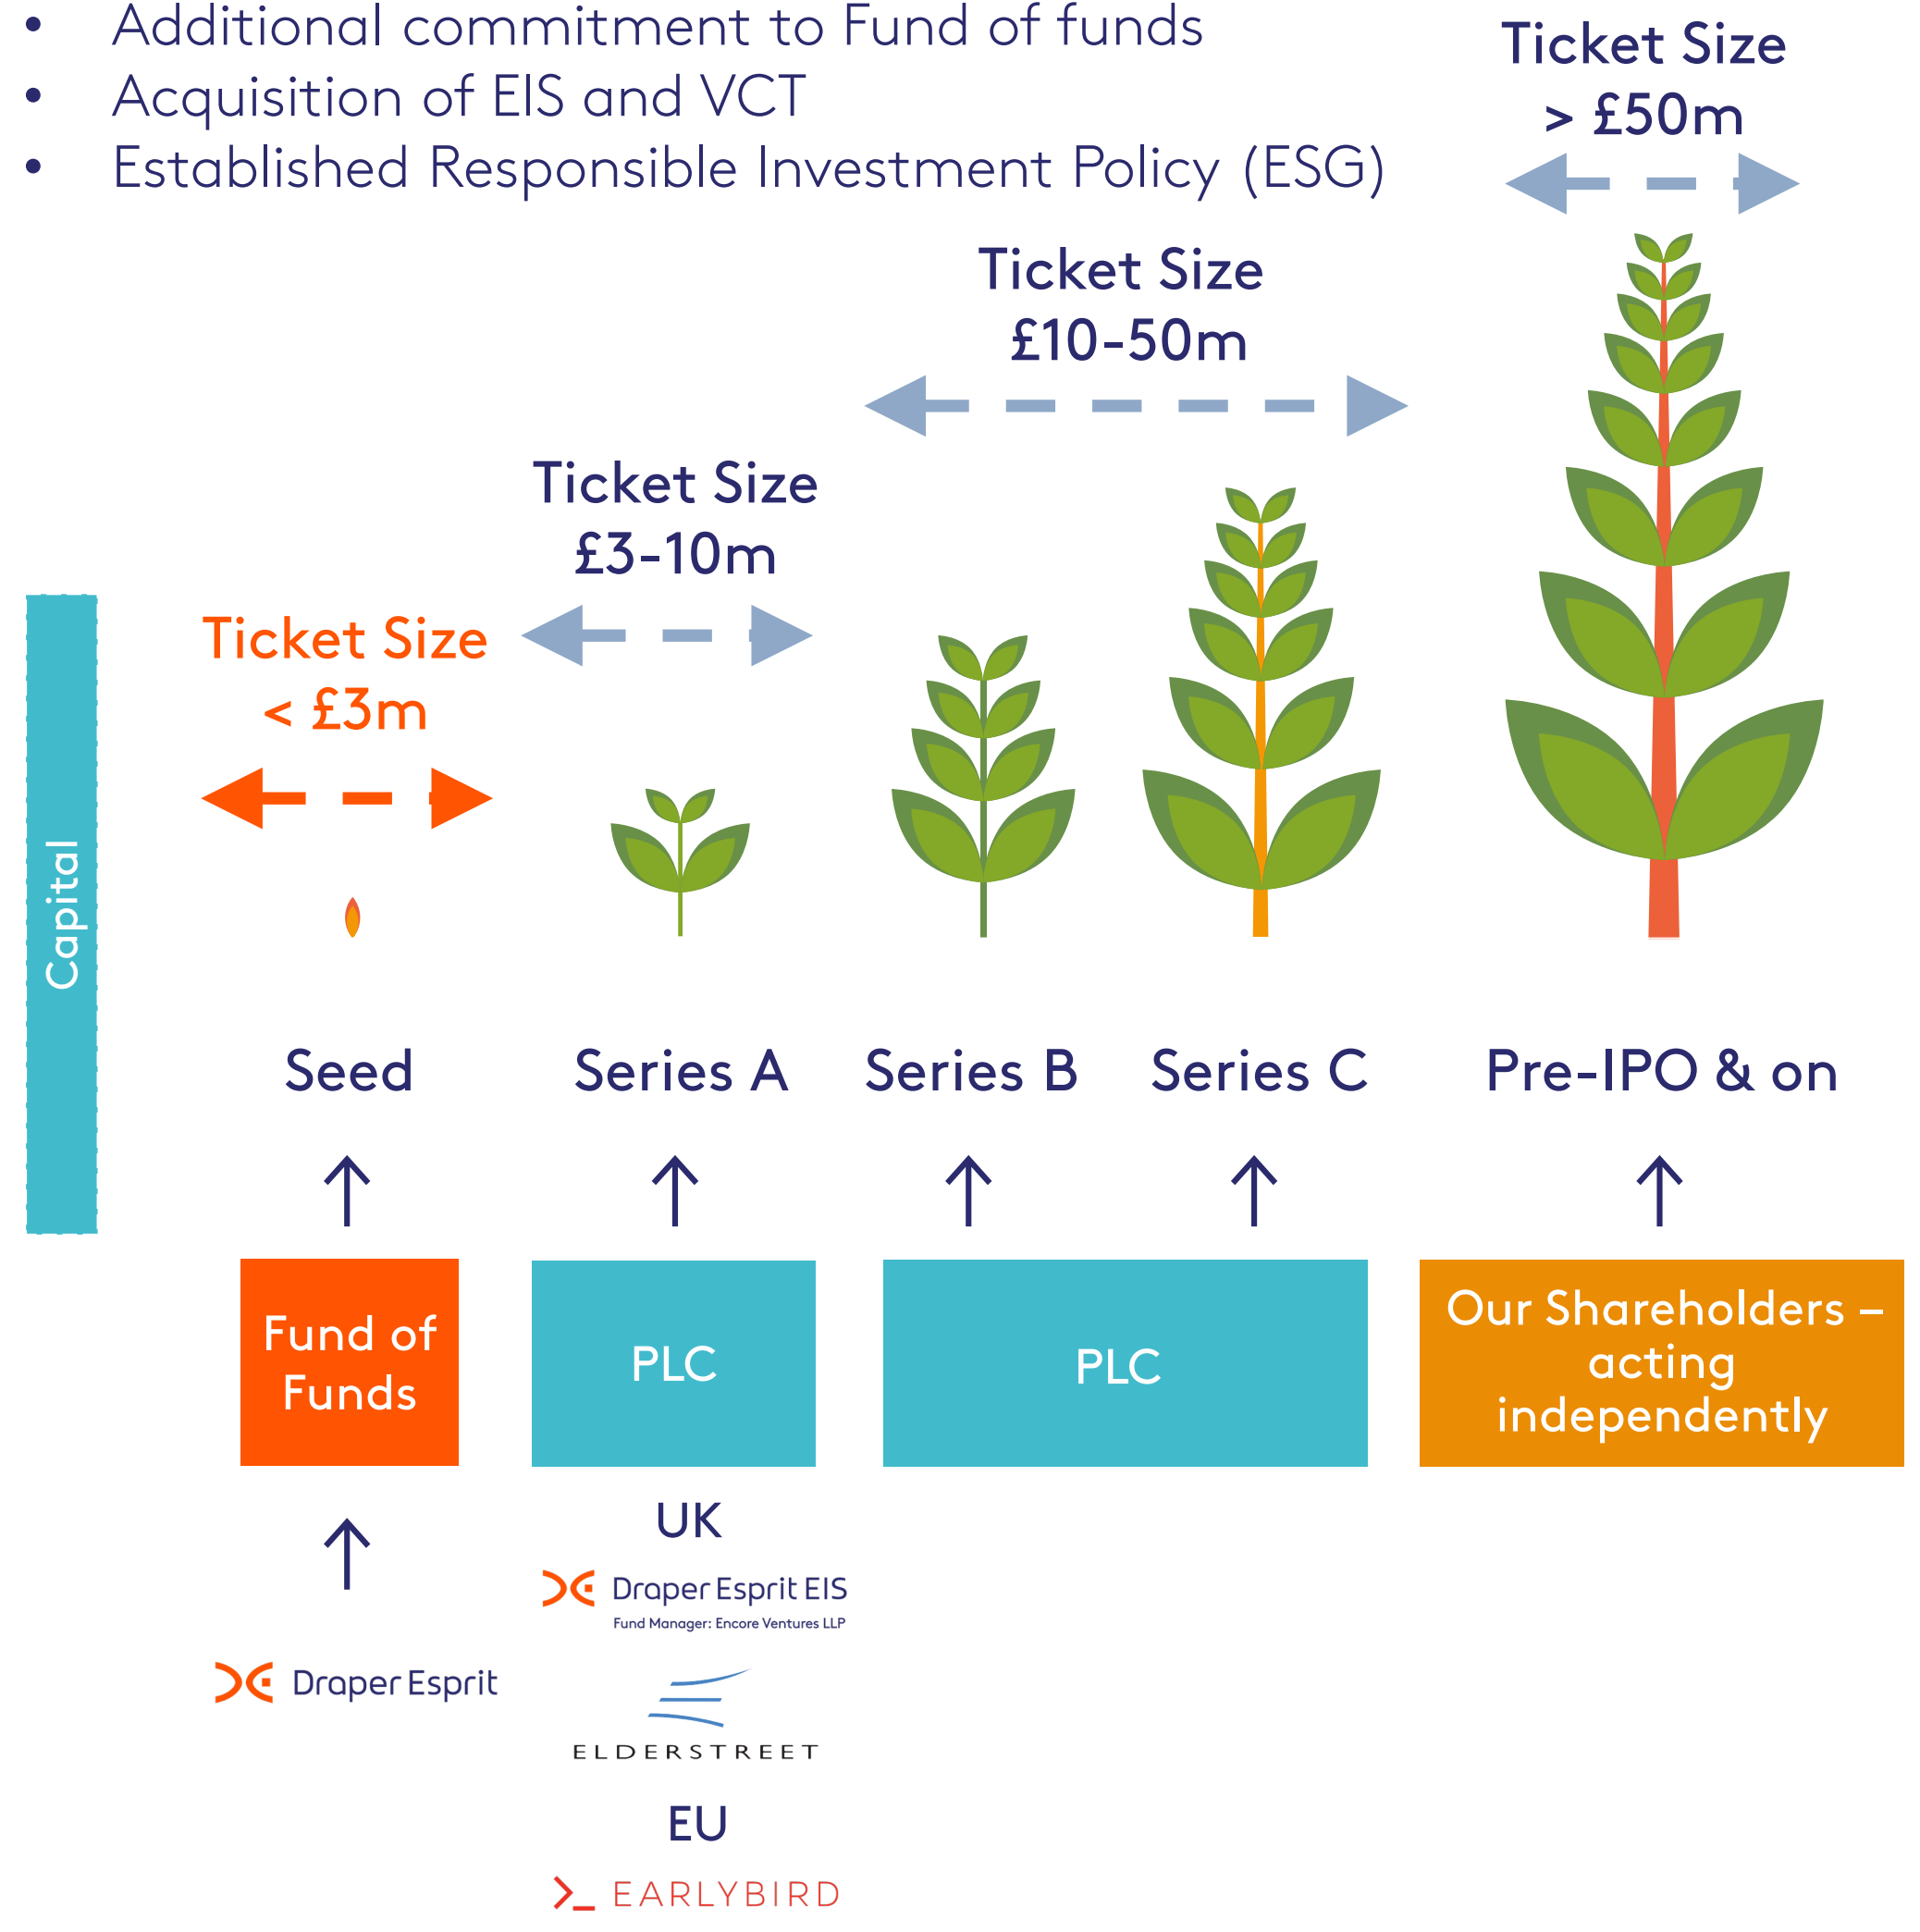 • Additional commitment to Fund of funds
• Acquisition of EIS and VCT
• Established Responsible Investment Policy (ESG)
Ticket Size
> £50m
Ticket Size
£10-50m
Ticket Size
£3-10m
Ticket Size
< £3m
Capital
Seed
Series A
Series B
Series C
Pre-IPO & on
Fund of
Funds
PLC
PLC
Our Shareholders –
acting
independently
Draper Esprit
UK
Draper Esprit EIS
Fund Manager: Encore Ventures LLP
ELDERSTREET
EU
EARLYBIRD